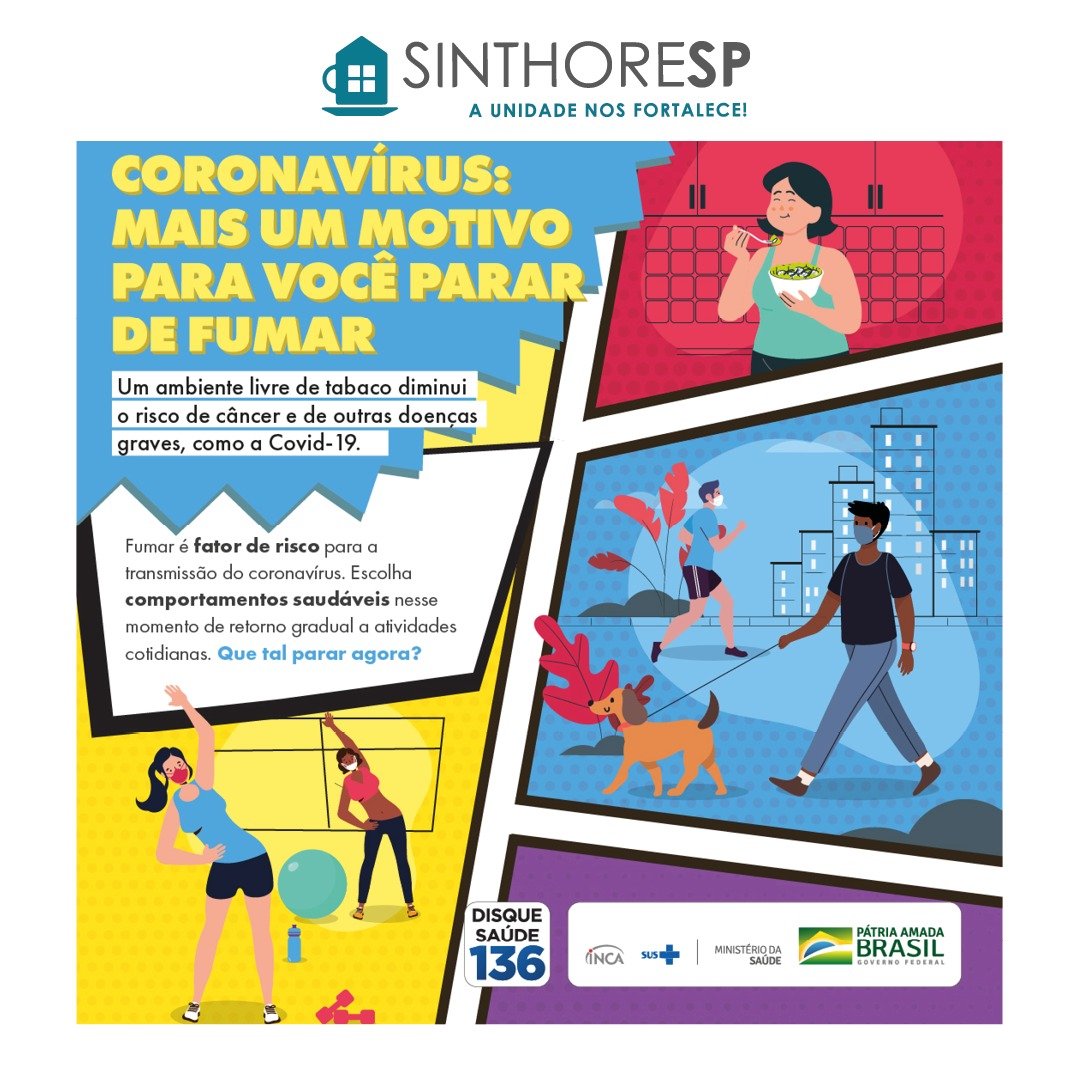 SINTHORESP
A UNIDADE NOS FORTALECE!
CORONAVÍRUS:
MAIS UM MOTIVO
PARA VOCÊ PARAR
DE FUMAR
Um ambiente livre de tabaco diminui
o risco de câncer e de outras doenças
graves, como a Covid-19.
Fumar é fator de risco para a
transmissão do coronavírus. Escolha
comportamentos saudáveis nesse
momento de retorno gradual a atividades
cotidianas. Que tal parar agora?
DISQUE
SAÚDE
136
INCA
SUS
MINISTÉRIO DA
SAÚDE
PÁTRIA AMADA
BRASIL
GOVERNO FEDERAL